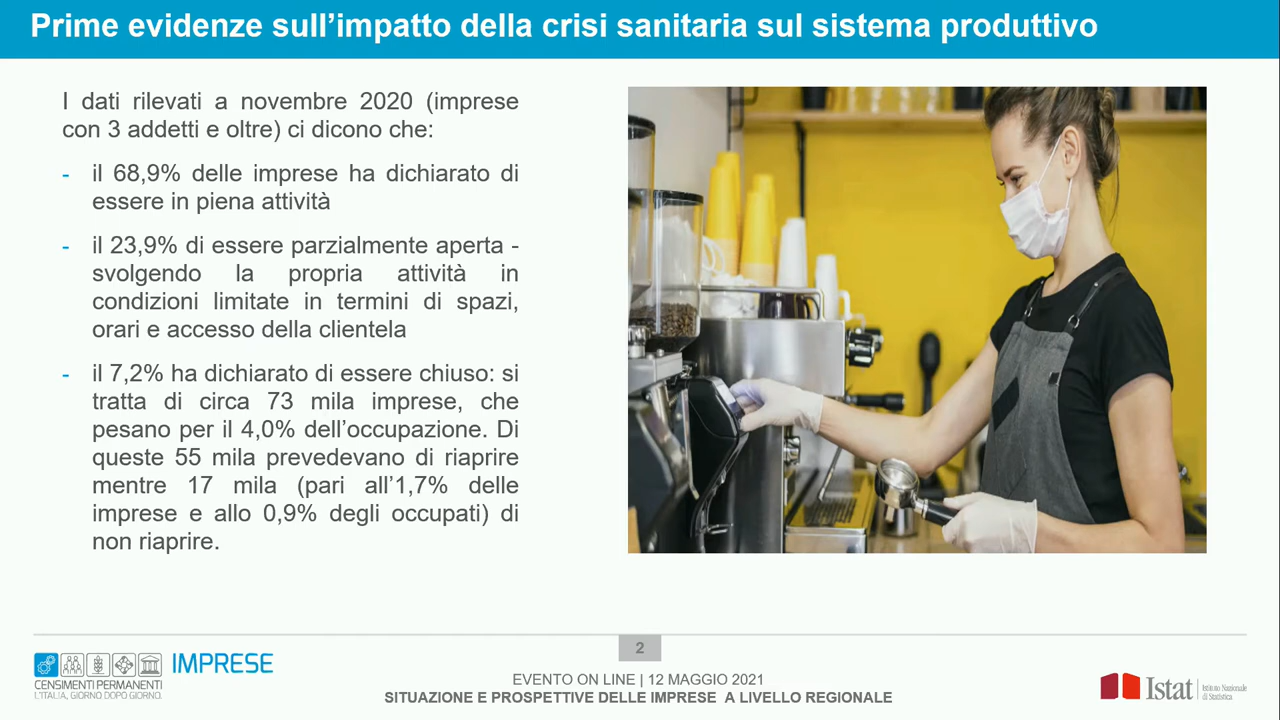 Prime evidenze sull’impatto della crisi sanitaria sul sistema produttivo
I dati rilevati a novembre 2020 (imprese
con 3 addetti e oltre) ci dicono che:
- il 68,9% delle imprese ha dichiarato di
essere in piena attività
- il 23,9% di essere parzialmente aperta -
svolgendo la propria attività in
condizioni limitate in termini di spazi,
orari e accesso della clientela
- il 7,2% ha dichiarato di essere chiuso: si
tratta di circa 73 mila imprese, che
pesano per il 4,0% dell’occupazione. Di
queste 55 mila prevedevano di riaprire
mentre 17 mila (pari all’1,7% delle
imprese e allo 0,9% degli occupati) di
non riaprire.
2
IMPRESE
CENSIMENTI PERMANENTI
L'ITALIA, GIORNO DOPO GIORNO.
EVENTO ON LINE | 12 MAGGIO 2021
SITUAZIONE E PROSPETTIVE DELLE IMPRESE A LIVELLO REGIONALE
Istat
Istituto Nazionale
di Statistica